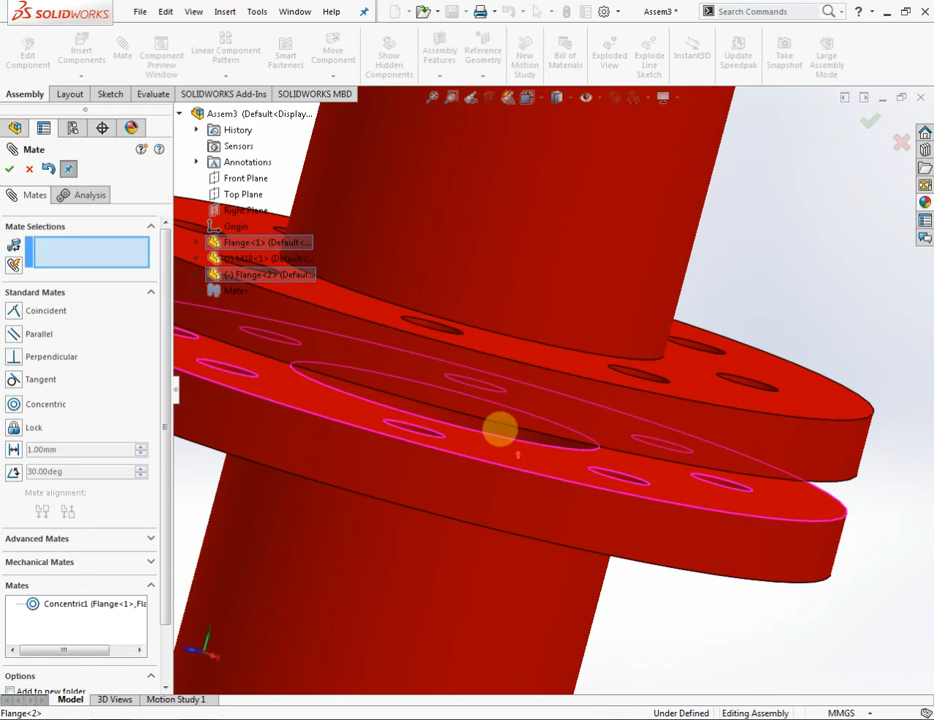 SOLIDWORKS File Edit View Insert Tools Window Help Assem3 * Search Commands ?
Edit Component
Insert Components
Mate
Component Preview Window
Linear Component Pattern
Smart Fasteners
Move Component
Show Hidden Components
Assembly Features
Reference Geometry
New Motion Study
Bill of Materials
Exploded View
Explode Line Sketch
Instant3D
Update Speedpak
Take Snapshot
Large Assembly Mode
Assembly Layout Sketch Evaluate SOLIDWORKS Add-Ins SOLIDWORKS MBD
Assem3 (Default<Display...
History
Sensors
Annotations
Front Plane
Top Plane
Right Plane
Origin
Flange<1> (Default<...
(-) Flange<2> (Defaul...
Mates
Mate
Mates Analysis
Mate Selections
Standard Mates
Coincident
Parallel
Perpendicular
Tangent
Concentric
Lock
1.00mm
30.00deg
Mate alignment:
Advanced Mates
Mechanical Mates
Mates
Concentric1 (Flange<1>,Fla
Options
Add to new folder
Model 3D Views Motion Study 1
Flange<2> Under Defined Editing Assembly MMGS